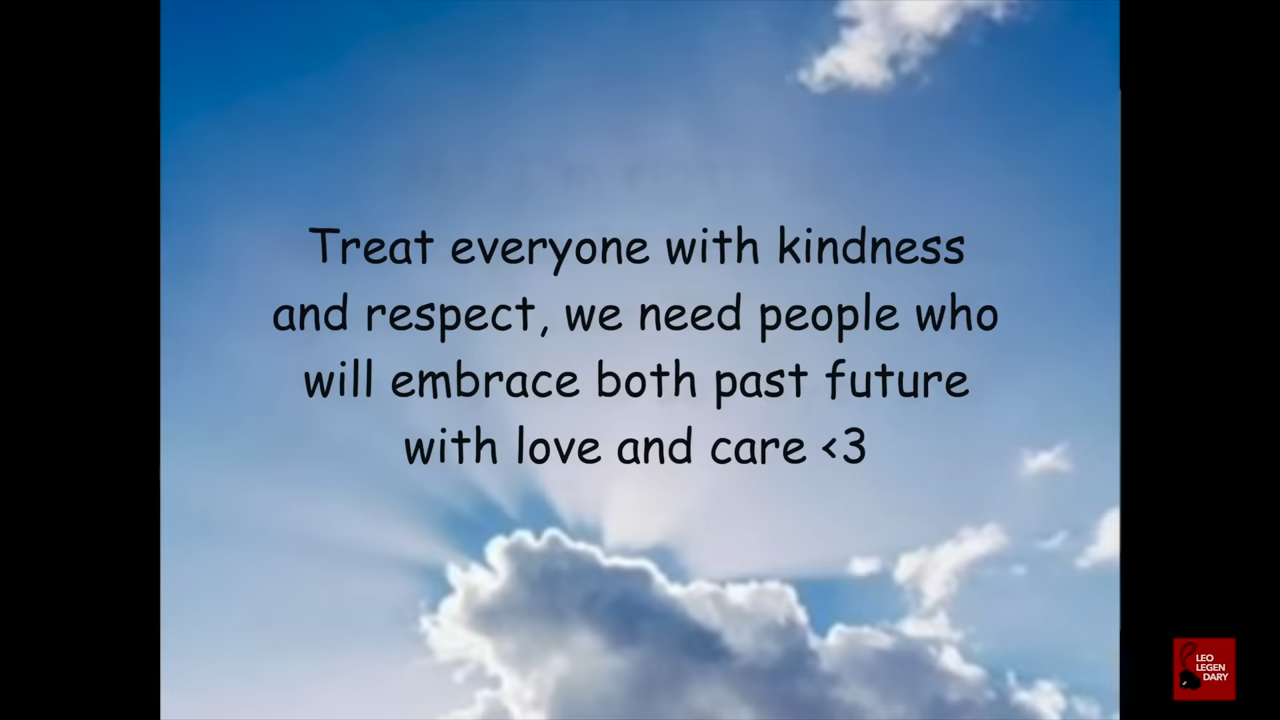 Treat everyone with kindness
and respect, we need people who
will embrace both past future
with love and care <3
LEO
LEGEN
DARY